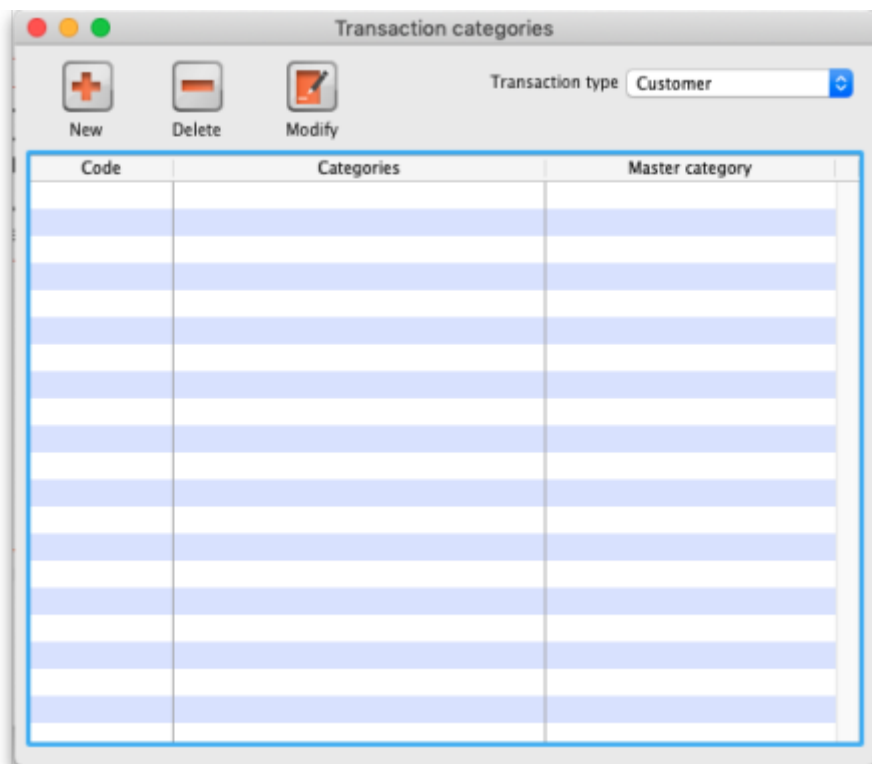 Transaction categories
Transaction type Customer
New Delete Modify
Code Categories Master category